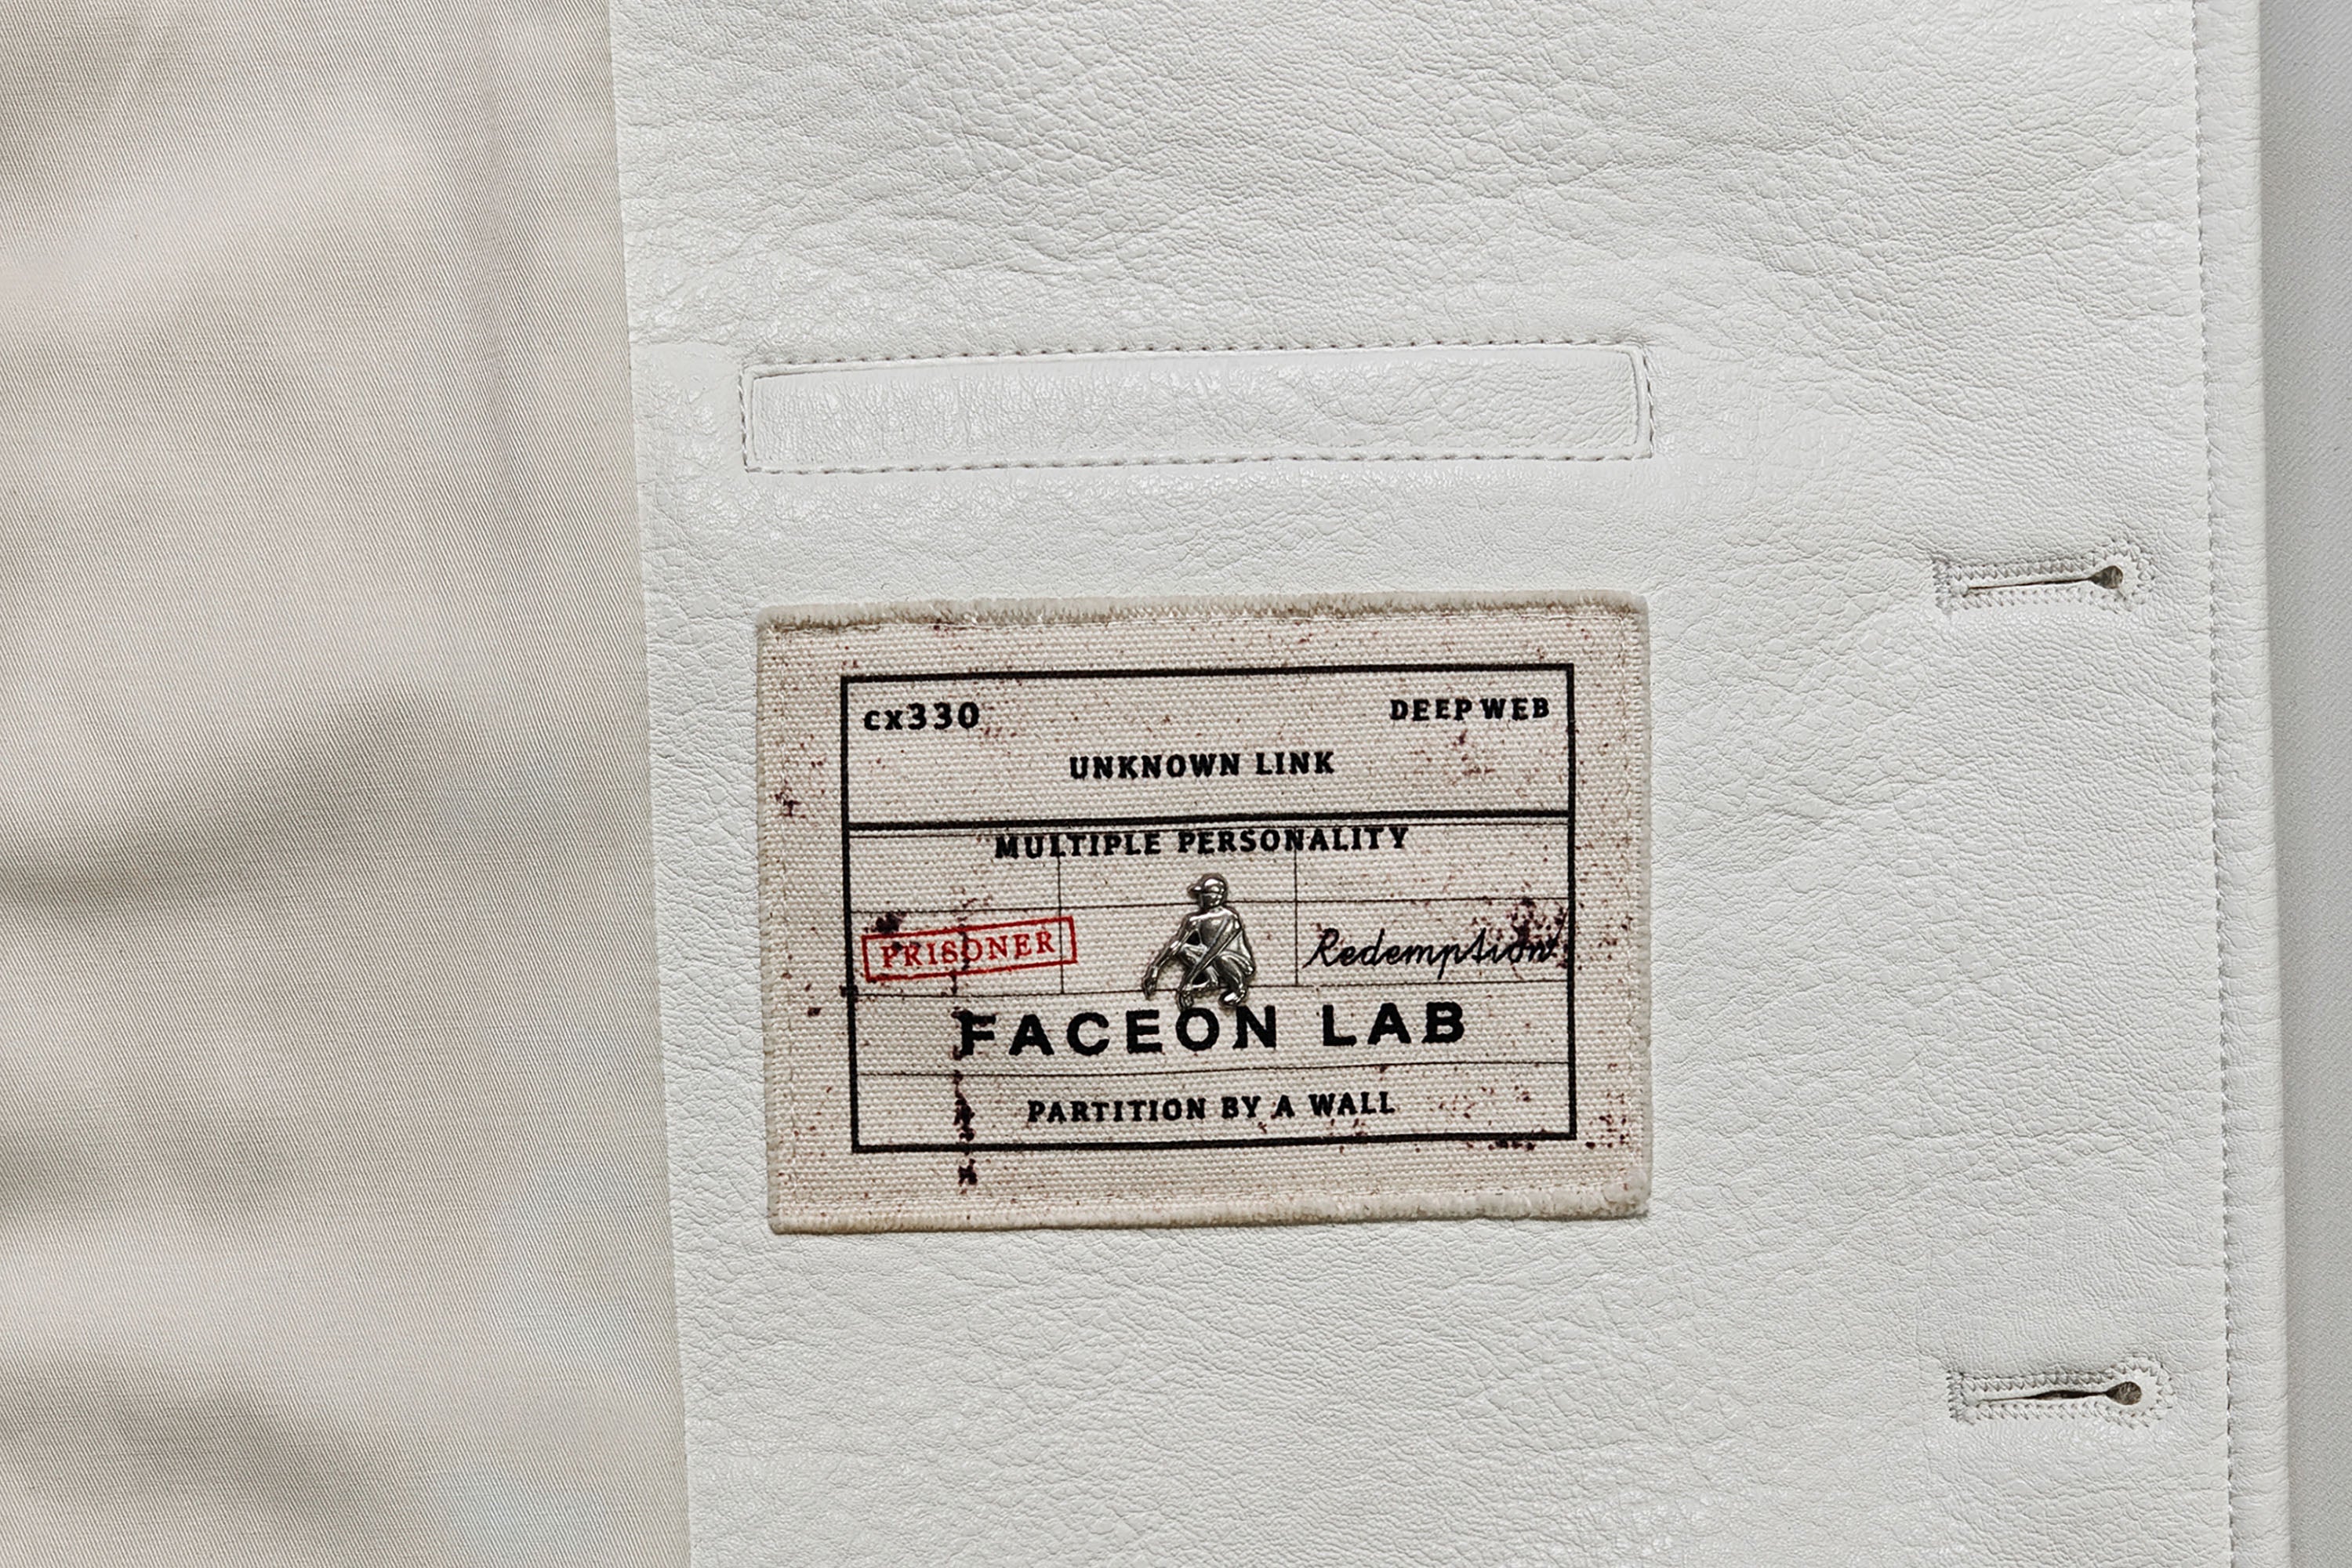 cx330 DEEP WEB
UNKNOWN LINK
MULTIPLE PERSONALITY
PRISONER Redemption
FACEON LAB
PARTITION BY A WALL